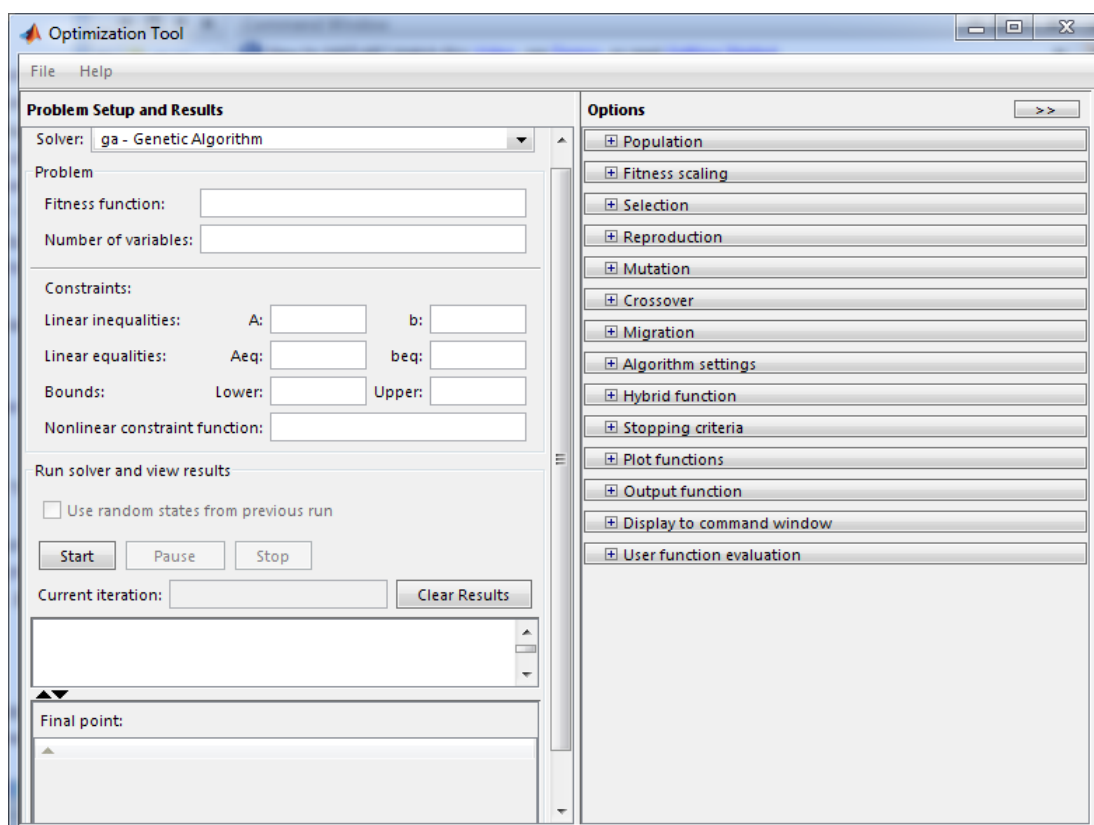 Optimization Tool
File Help
Problem Setup and Results
Solver: ga - Genetic Algorithm
Problem
Fitness function:
Number of variables:
Constraints:
Linear inequalities: A: b:
Linear equalities: Aeq: beq:
Bounds: Lower: Upper:
Nonlinear constraint function:
Run solver and view results
Use random states from previous run
Start Pause Stop
Current iteration: Clear Results
Final point:
Options >>
Population
Fitness scaling
Selection
Reproduction
Mutation
Crossover
Migration
Algorithm settings
Hybrid function
Stopping criteria
Plot functions
Output function
Display to command window
User function evaluation